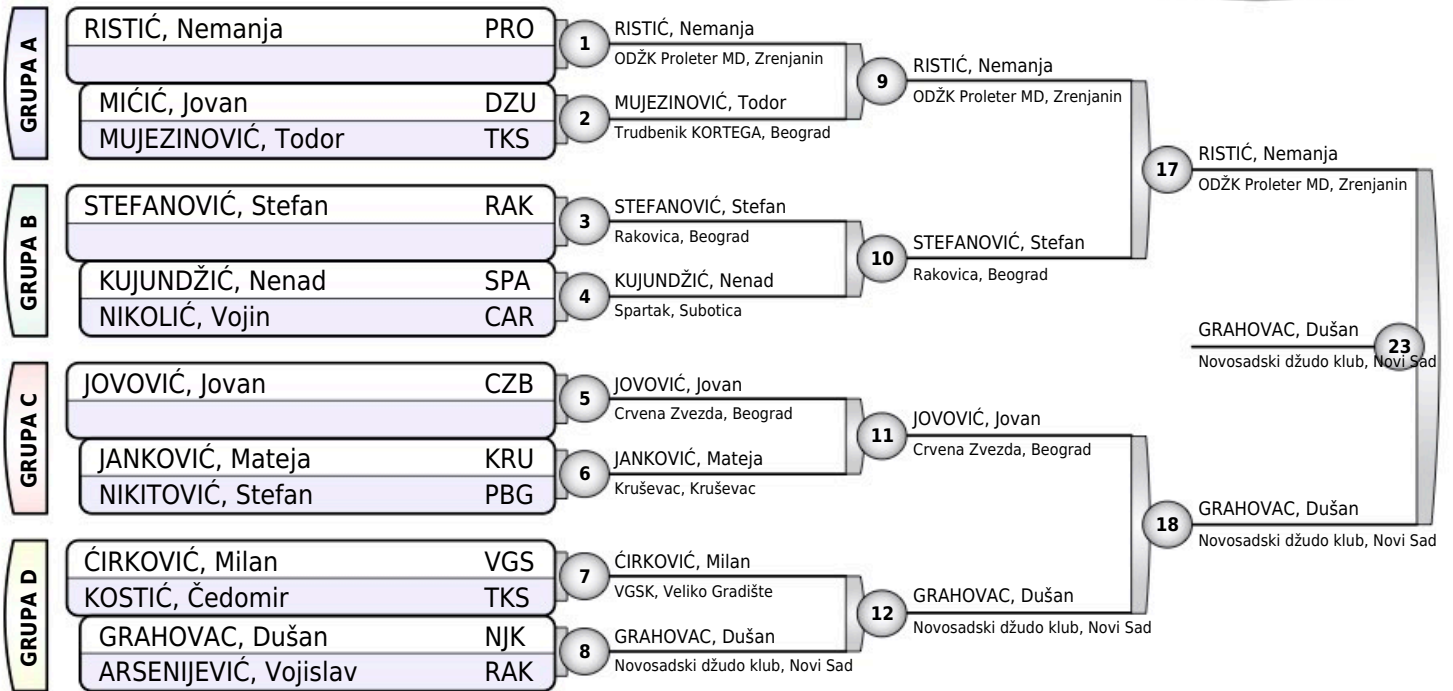 GRUPA A
RISTIĆ, Nemanja PRO
MIĆIĆ, Jovan DZU
MUJEZINOVIĆ, Todor TKS
GRUPA B
STEFANOVIĆ, Stefan RAK
KUJUNDŽIĆ, Nenad SPA
NIKOLIĆ, Vojin CAR
GRUPA C
JOVOVIĆ, Jovan CZB
JANKOVIĆ, Mateja KRU
NIKITOVIĆ, Stefan PBG
GRUPA D
ĆIRKOVIĆ, Milan VGS
KOSTIĆ, Čedomir TKS
GRAHOVAC, Dušan NJK
ARSENIJEVIĆ, Vojislav RAK
1
RISTIĆ, Nemanja
ODŽK Proleter MD, Zrenjanin
2
MUJEZINOVIĆ, Todor
Trudbenik KORTEGA, Beograd
3
STEFANOVIĆ, Stefan
Rakovica, Beograd
4
KUJUNDŽIĆ, Nenad
Spartak, Subotica
5
JOVOVIĆ, Jovan
Crvena Zvezda, Beograd
6
JANKOVIĆ, Mateja
Kruševac, Kruševac
7
ĆIRKOVIĆ, Milan
VGSK, Veliko Gradište
8
GRAHOVAC, Dušan
Novosadski džudo klub, Novi Sad
9
RISTIĆ, Nemanja
ODŽK Proleter MD, Zrenjanin
10
STEFANOVIĆ, Stefan
Rakovica, Beograd
11
JOVOVIĆ, Jovan
Crvena Zvezda, Beograd
12
GRAHOVAC, Dušan
Novosadski džudo klub, Novi Sad
17
RISTIĆ, Nemanja
ODŽK Proleter MD, Zrenjanin
18
GRAHOVAC, Dušan
Novosadski džudo klub, Novi Sad
23
GRAHOVAC, Dušan
Novosadski džudo klub, Novi Sad